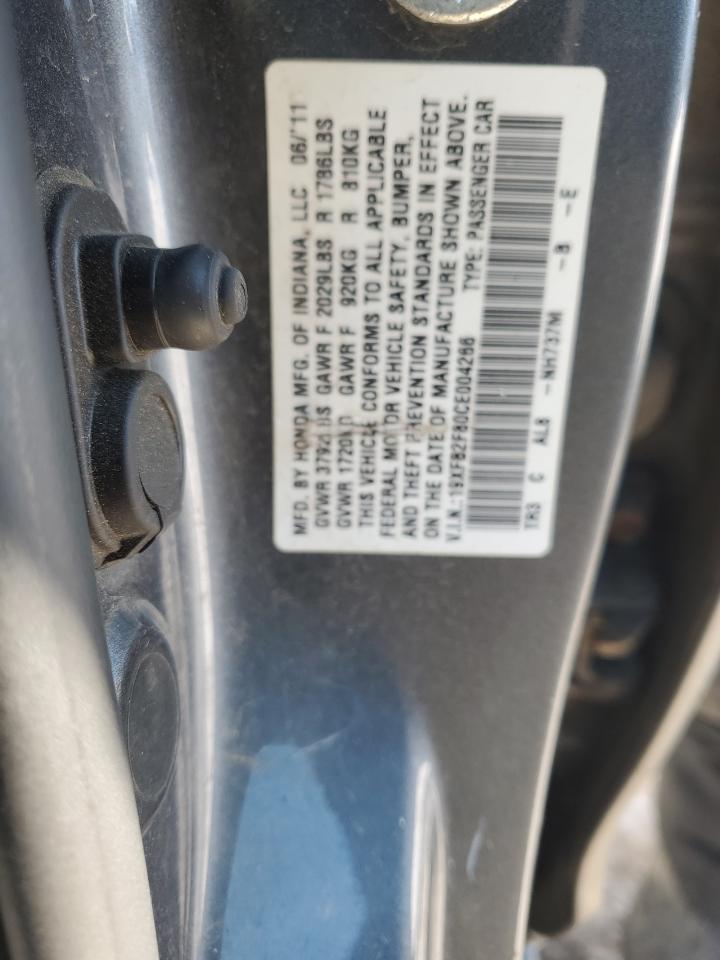 MFD. BY HONDA MFG. OF INDIANA, LLC 06/'11
GVWR 3792LBS GAWR F 2029LBS R 1786LBS
GVWR 1720KG GAWR F 920KG R 810KG
THIS VEHICLE CONFORMS TO ALL APPLICABLE
FEDERAL MOTOR VEHICLE SAFETY, BUMPER,
AND THEFT PREVENTION STANDARDS IN EFFECT
ON THE DATE OF MANUFACTURE SHOWN ABOVE.
V.I.N.:19XFB2F80CE004266 TYPE: PASSENGER CAR
TR3 C AL8 -NH737M -B -E